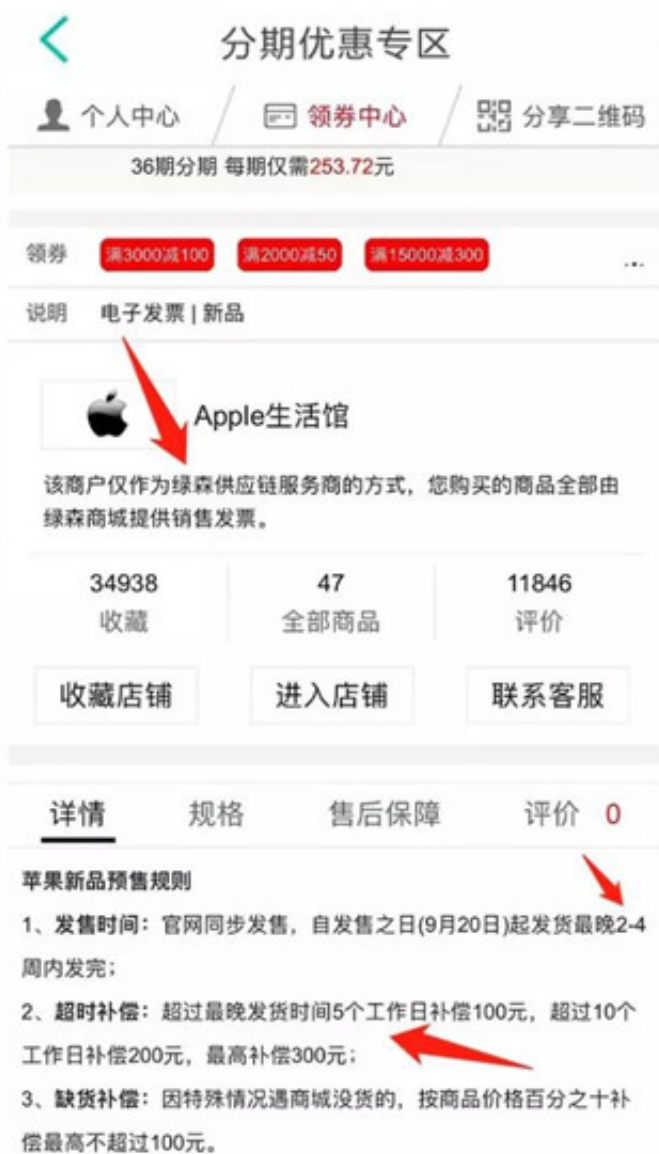 分期优惠专区
个人中心
领券中心
分享二维码
36期分期 每期仅需253.72元
领券 满3000减100 满2000减50 满15000减300 ...
说明 电子发票 | 新品
Apple生活馆
该商户仅作为绿森供应链服务商的方式，您购买的商品全部由
绿森商城提供销售发票。
34938 47 11846
收藏 全部商品 评价
收藏店铺 进入店铺 联系客服
详情 规格 售后保障 评价 0
苹果新品预售规则
1、发售时间：官网同步发售，自发售之日(9月20日)起发货最晚2-4
周内发完；
2、超时补偿：超过最晚发货时间5个工作日补偿100元，超过10个
工作日补偿200元，最高补偿300元；
3、缺货补偿：因特殊情况遇商城没货的，按商品价格百分之十补
偿最高不超过100元。